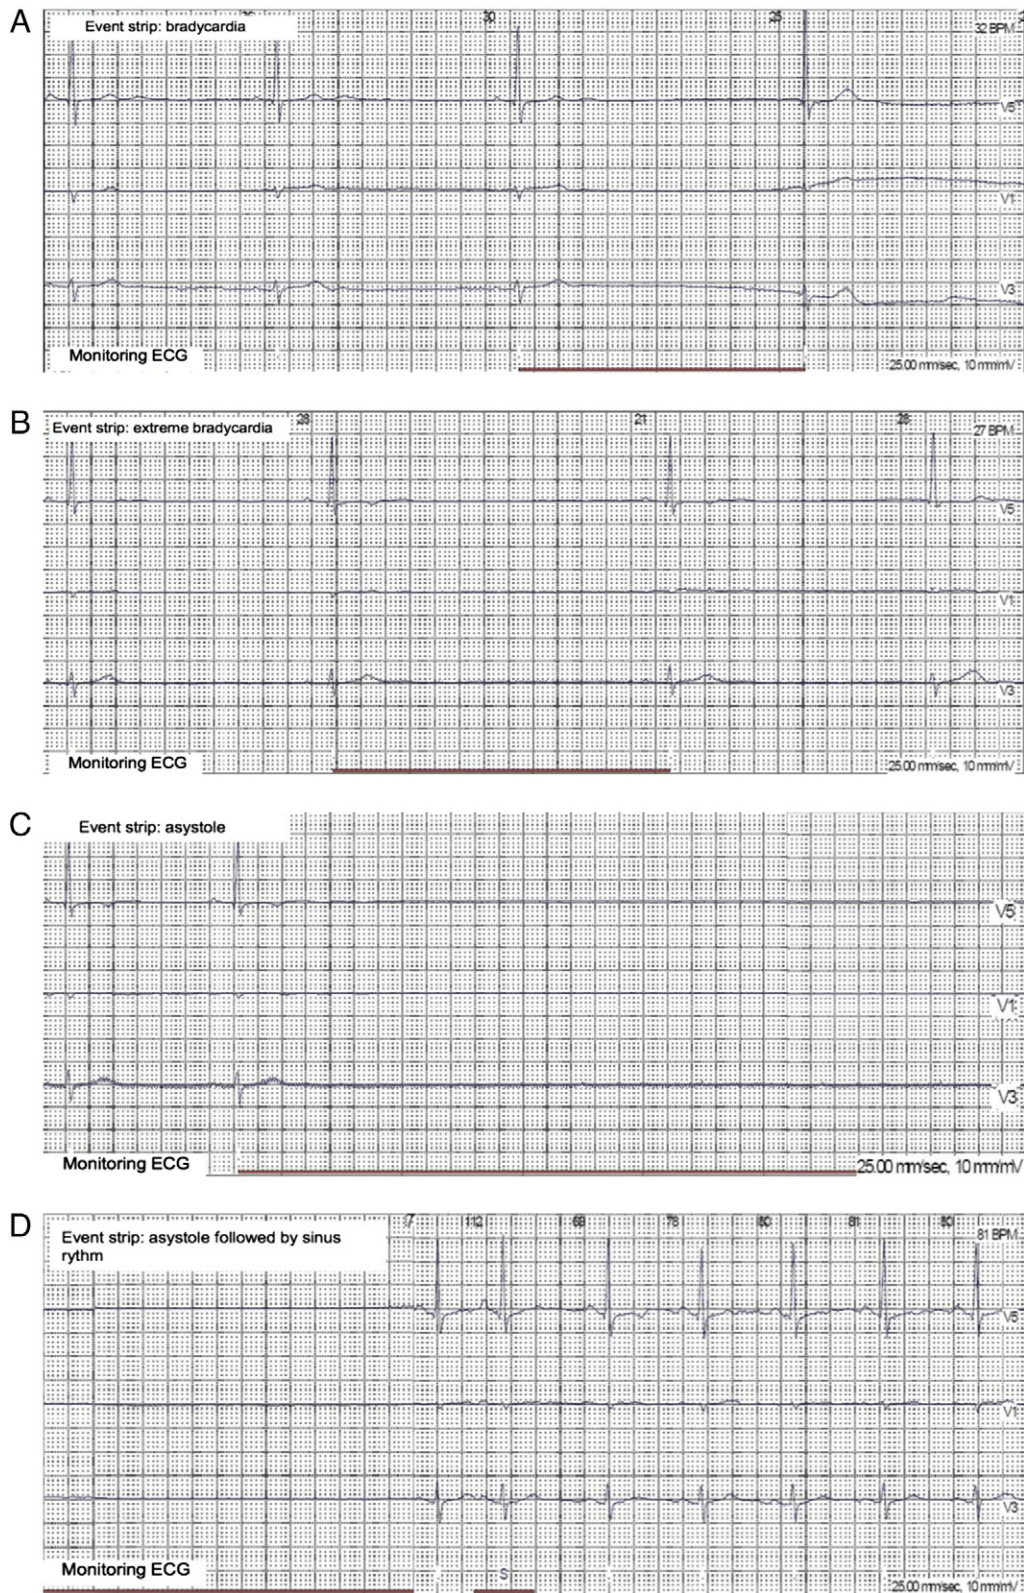 A
Event strip: bradycardia
30
25
32 BPM
V5
V1
V3
Monitoring ECG
25.00 mm/sec, 10 mm/mV
B
Event strip: extreme bradycardia
28
21
28
27 BPM
V5
V1
V3
Monitoring ECG
25.00 mm/sec, 10 mm/mV
C
Event strip: asystole
V5
V1
V3
Monitoring ECG
25.00 mm/sec, 10 mm/mV
D
Event strip: asystole followed by sinus
rythm
7
112
68
78
80
81
80
81 BPM
V5
V1
V3
S
Monitoring ECG
25.00 mm/sec, 10 mm/mV